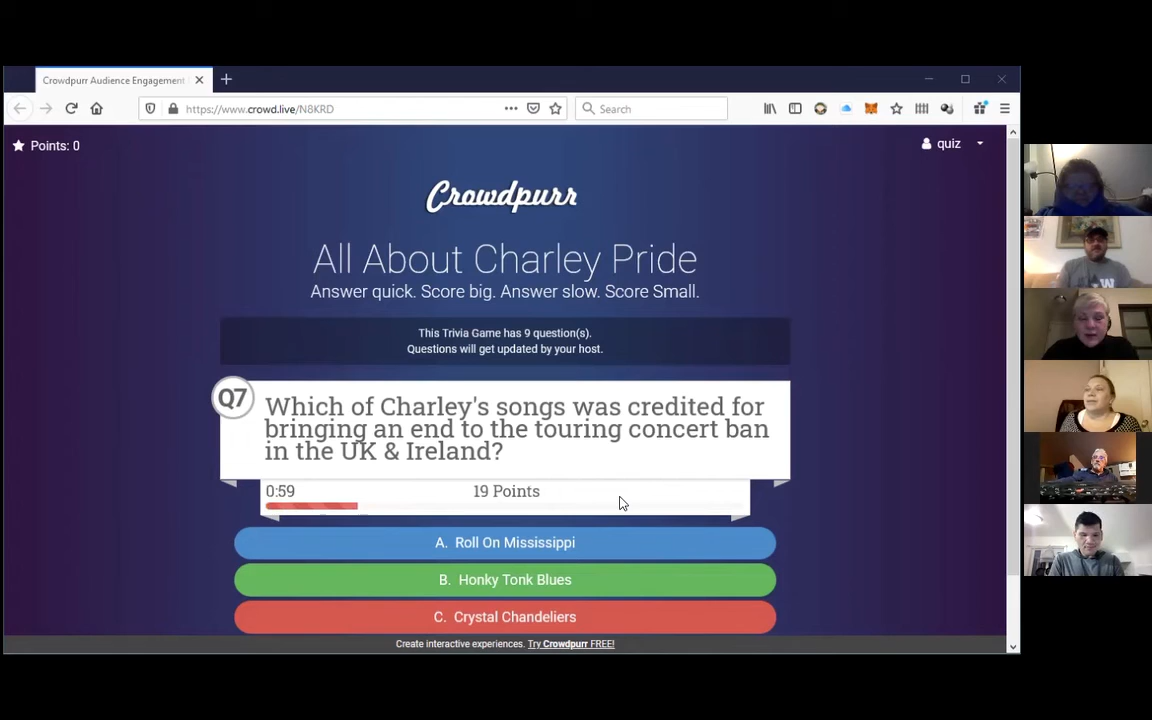 Crowdpurr Audience Engagement
https://www.crowd.live/N8KRD
Search
Points: 0
quiz
Crowdpurr
All About Charley Pride
Answer quick. Score big. Answer slow. Score Small.
This Trivia Game has 9 question(s).
Questions will get updated by your host.
Q7
Which of Charley's songs was credited for
bringing an end to the touring concert ban
in the UK & Ireland?
0:59
19 Points
A. Roll On Mississippi
B. Honky Tonk Blues
C. Crystal Chandeliers
Create interactive experiences. Try Crowdpurr FREE!